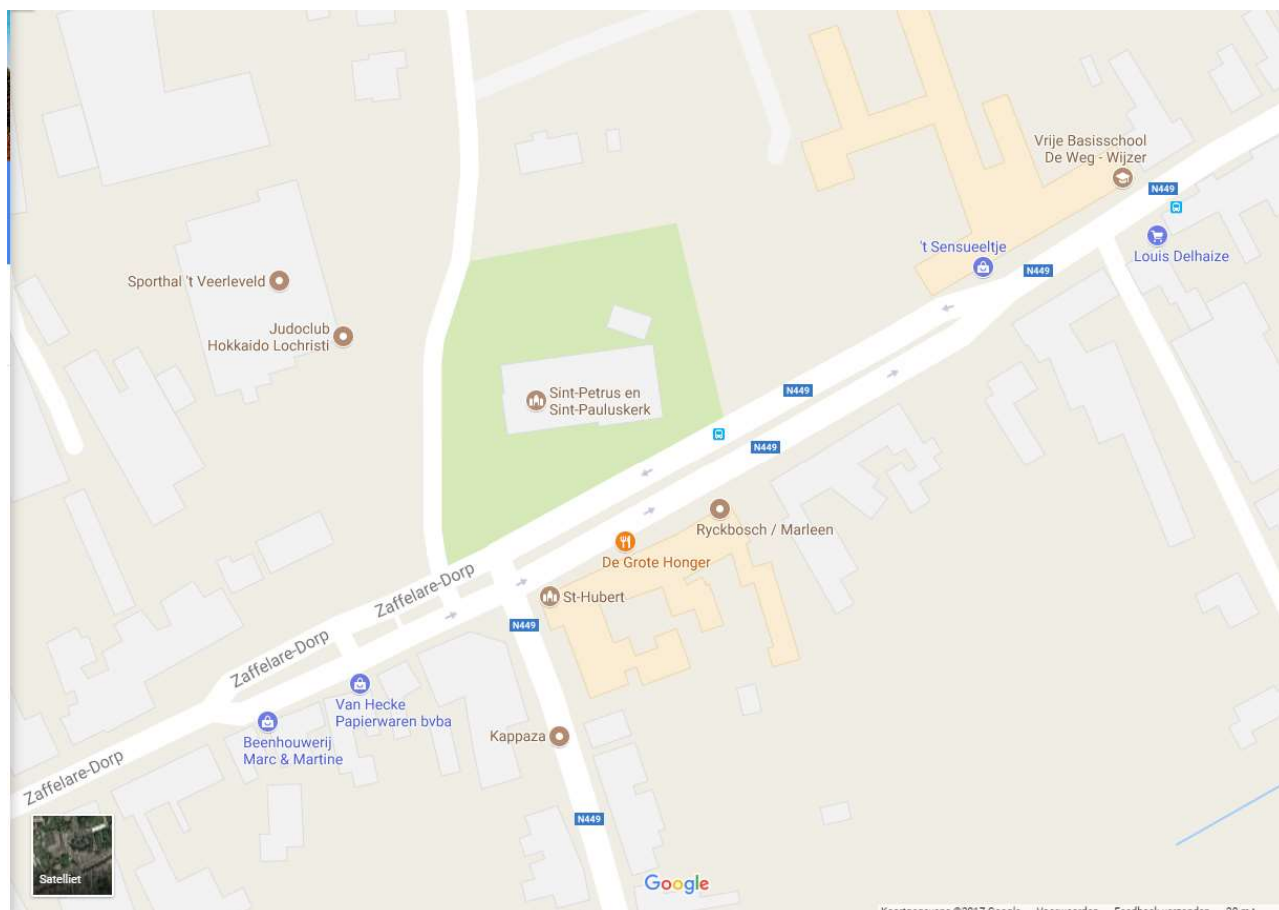 Vrije Basisschool
De Weg - Wijzer
N449
't Sensueeltje
Louis Delhaize
N449
Sporthal 't Veerleveld
Judoclub
Hokkaido Lochristi
Sint-Petrus en
Sint-Pauluskerk
N449
N449
Ryckbosch / Marleen
De Grote Honger
Zaffelare-Dorp
St-Hubert
N449
Zaffelare-Dorp
Van Hecke
Papierwaren bvba
Kappaza
Beenhouwerij
Marc & Martine
Zaffelare-Dorp
N449
Satelliet
Google